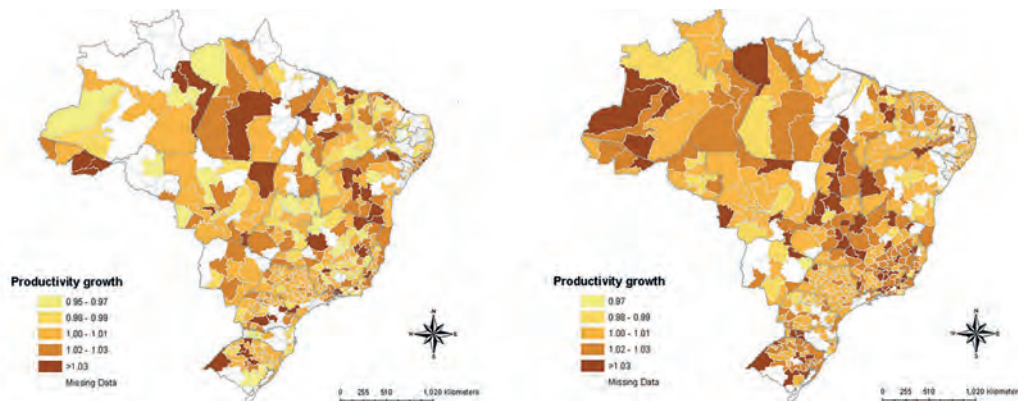 Productivity growth
0.95 - 0.97
0.98 - 0.99
1.00 - 1.01
1.02 - 1.03
>1.03
Missing Data
N
W E
S
0 255 510 1,020 Kilometers
Productivity growth
0.97
0.98 - 0.99
1.00 - 1.01
1.02 - 1.03
>1.03
Missing Data
N
W E
S
0 255 510 1,020 Kilometers